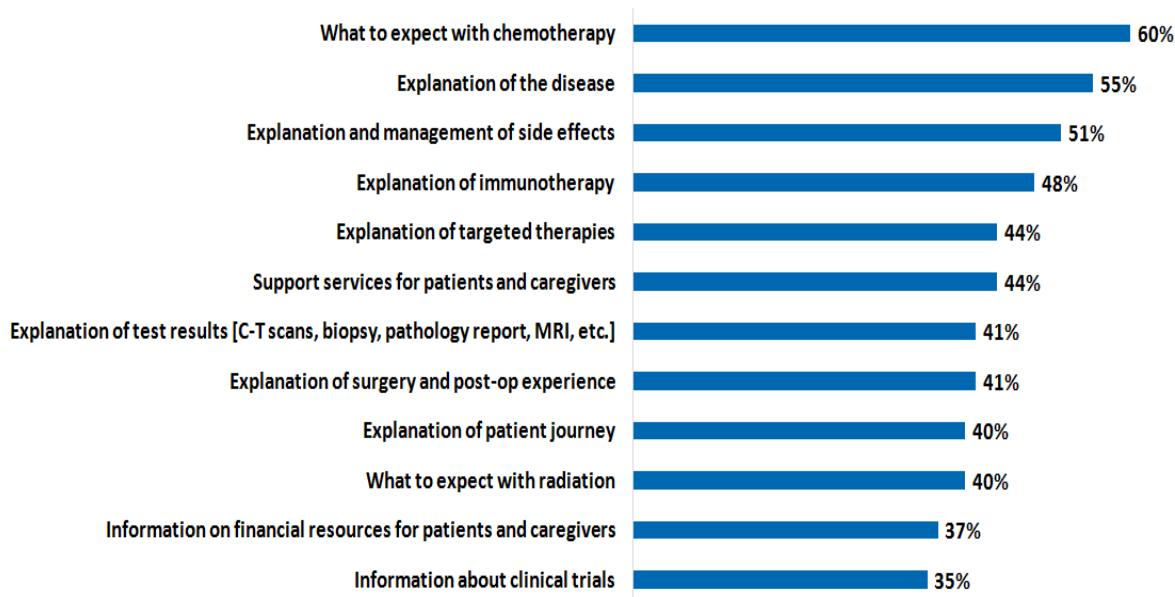 What to expect with chemotherapy 60%
Explanation of the disease 55%
Explanation and management of side effects 51%
Explanation of immunotherapy 48%
Explanation of targeted therapies 44%
Support services for patients and caregivers 44%
Explanation of test results [C-T scans, biopsy, pathology report, MRI, etc.] 41%
Explanation of surgery and post-op experience 41%
Explanation of patient journey 40%
What to expect with radiation 40%
Information on financial resources for patients and caregivers 37%
Information about clinical trials 35%